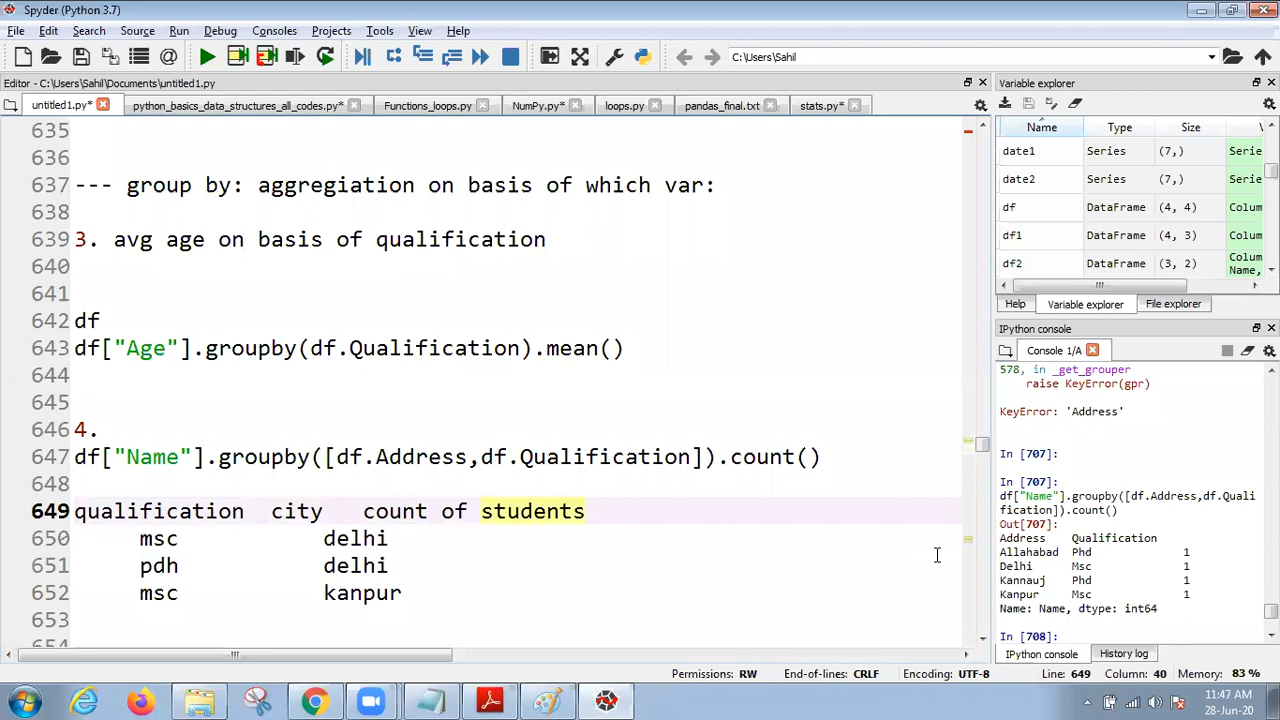 Spyder (Python 3.7)
File Edit Search Source Run Debug Consoles Projects Tools View Help
C:\Users\Sahil
Editor - C:\Users\Sahil\Documents\untitled1.py
untitled1.py* python_basics_data_structures_all_codes.py* Functions_loops.py NumPy.py* loops.py pandas_final.txt stats.py*
635
636
637 --- group by: aggregiation on basis of which var:
638
639 3. avg age on basis of qualification
640
641
642 df
643 df["Age"].groupby(df.Qualification).mean()
644
645
646 4.
647 df["Name"].groupby([df.Address,df.Qualification]).count()
648
649 qualification city count of students
650 msc delhi
651 pdh delhi
652 msc kanpur
653
654
Variable explorer
Name Type Size
date1 Series (7,) Serie
date2 Series (7,) Serie
df DataFrame (4, 4) Colum
df1 DataFrame (4, 3) Colum
df2 DataFrame (3, 2) Colum
Name,
Help Variable explorer File explorer
IPython console
Console 1/A
578, in _get_grouper
raise KeyError(gpr)
KeyError: 'Address'
In [707]:
In [707]:
df["Name"].groupby([df.Address,df.Quali
fication]).count()
Out[707]:
Address Qualification
Allahabad Phd 1
Delhi Msc 1
Kannauj Phd 1
Kanpur Msc 1
Name: Name, dtype: int64
In [708]:
IPython console History log
Permissions: RW End-of-lines: CRLF Encoding: UTF-8 Line: 649 Column: 40 Memory: 83 %
11:47 AM
28-Jun-20